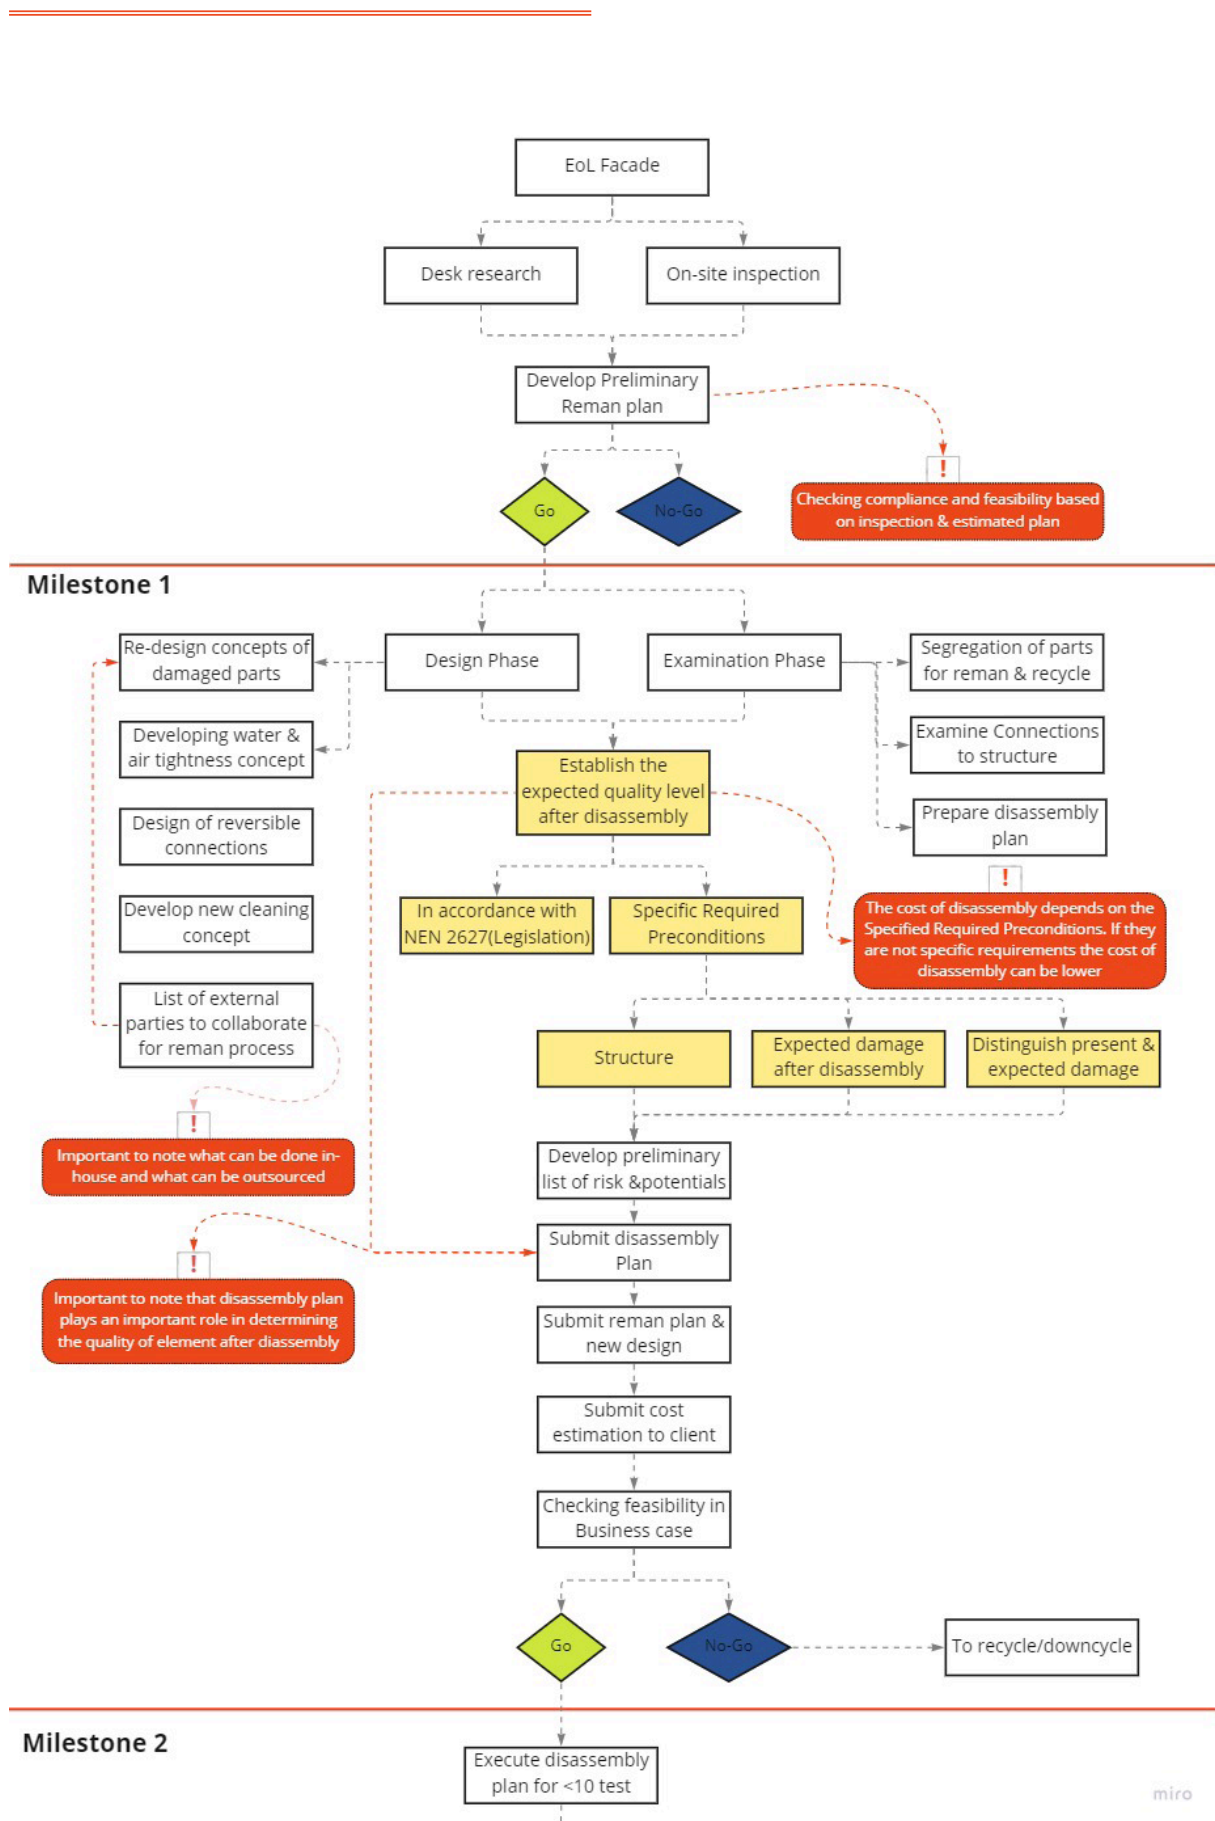 EoL Facade
Desk research
On-site inspection
Develop Preliminary
Reman plan
Go
No-Go
!
Checking compliance and feasibility based
on inspection & estimated plan
Milestone 1
Re-design concepts of
damaged parts
Design Phase
Examination Phase
Segregation of parts
for reman & recycle
Developing water &
air tightness concept
Examine Connections
to structure
Establish the
expected quality level
after disassembly
Design of reversible
connections
Prepare disassembly
plan
Develop new cleaning
concept
In accordance with
NEN 2627(Legislation)
Specific Required
Preconditions
!
The cost of disassembly depends on the
Specified Required Preconditions. If they
are not specific requirements the cost of
disassembly can be lower
List of external
parties to collaborate
for reman process
Structure
Expected damage
after disassembly
Distinguish present &
expected damage
!
Important to note what can be done in-
house and what can be outsourced
Develop preliminary
list of risk &potentials
Submit disassembly
Plan
!
Important to note that disassembly plan
plays an important role in determining
the quality of element after diassembly
Submit reman plan &
new design
Submit cost
estimation to client
Checking feasibility in
Business case
Go
No-Go
To recycle/downcycle
Milestone 2
Execute disassembly
plan for <10 test
miro